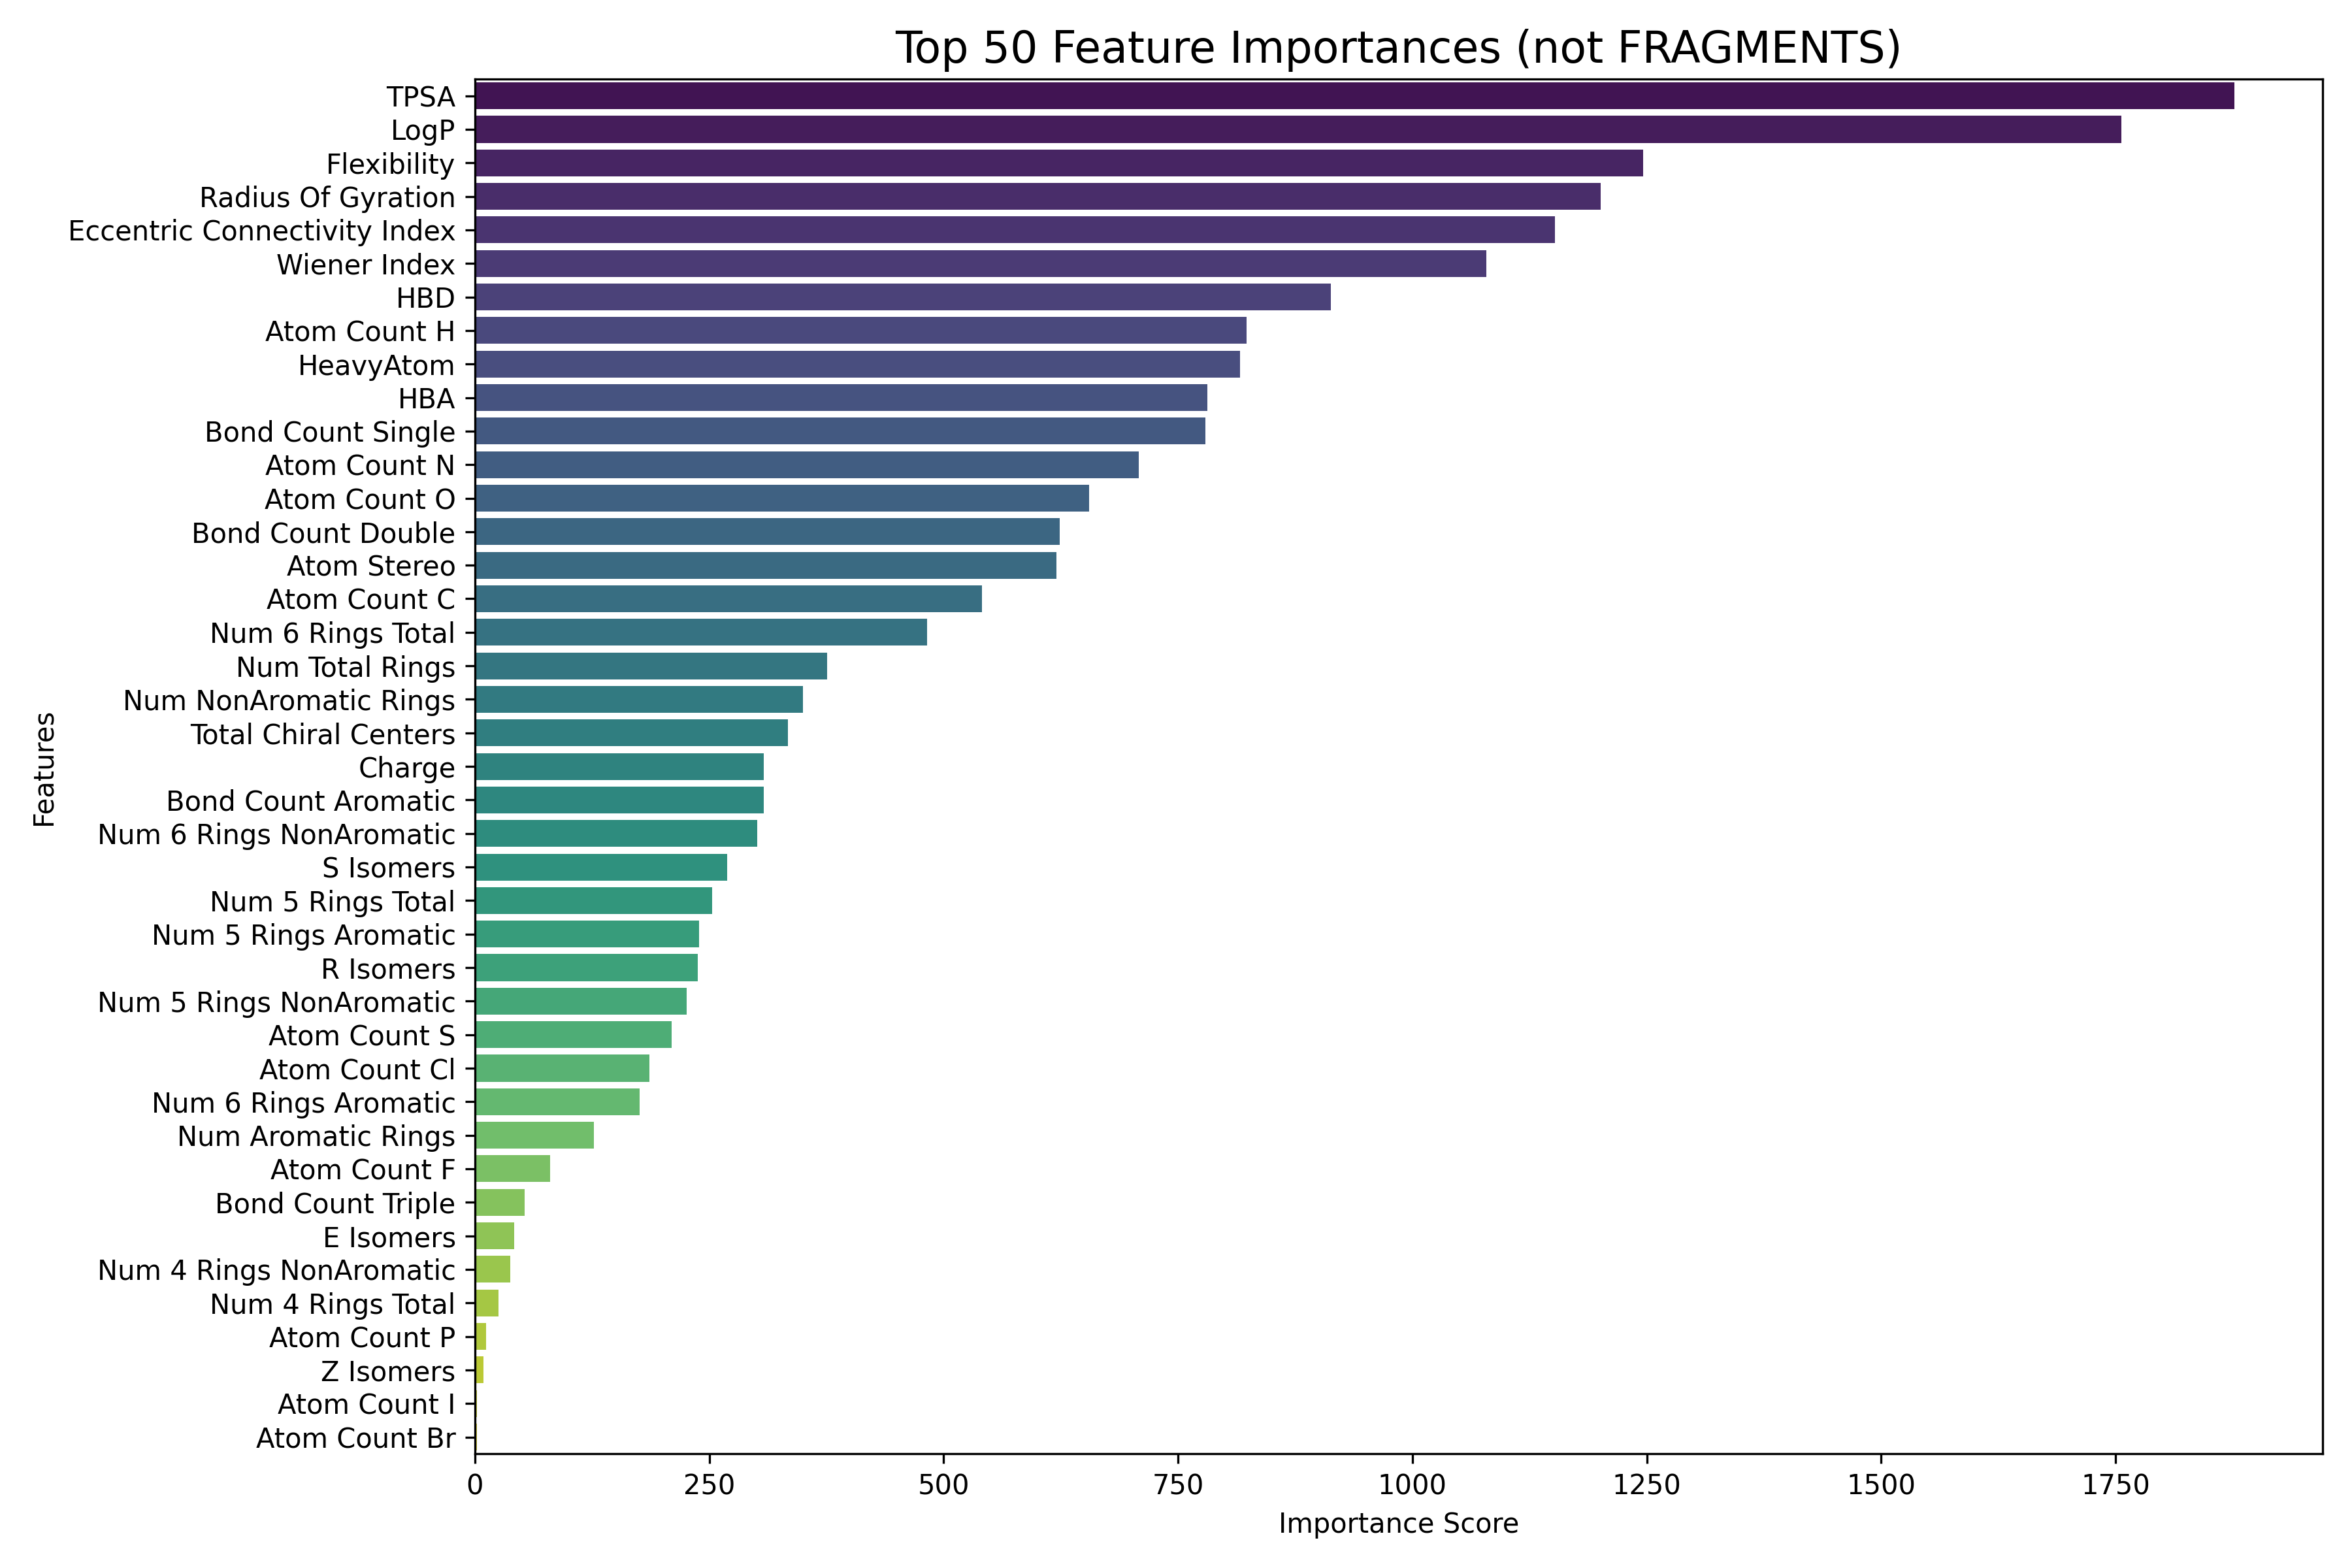 Top 50 Feature Importances (not FRAGMENTS)
TPSA
LogP
Flexibility
Radius Of Gyration
Eccentric Connectivity Index
Wiener Index
HBD
Atom Count H
HeavyAtom
HBA
Bond Count Single
Atom Count N
Atom Count O
Bond Count Double
Atom Stereo
Atom Count C
Num 6 Rings Total
Num Total Rings
Num NonAromatic Rings
Total Chiral Centers
Charge
Bond Count Aromatic
Num 6 Rings NonAromatic
S Isomers
Num 5 Rings Total
Num 5 Rings Aromatic
R Isomers
Num 5 Rings NonAromatic
Atom Count S
Atom Count Cl
Num 6 Rings Aromatic
Num Aromatic Rings
Atom Count F
Bond Count Triple
E Isomers
Num 4 Rings NonAromatic
Num 4 Rings Total
Atom Count P
Z Isomers
Atom Count I
Atom Count Br
Features
0 250 500 750 1000 1250 1500 1750
Importance Score